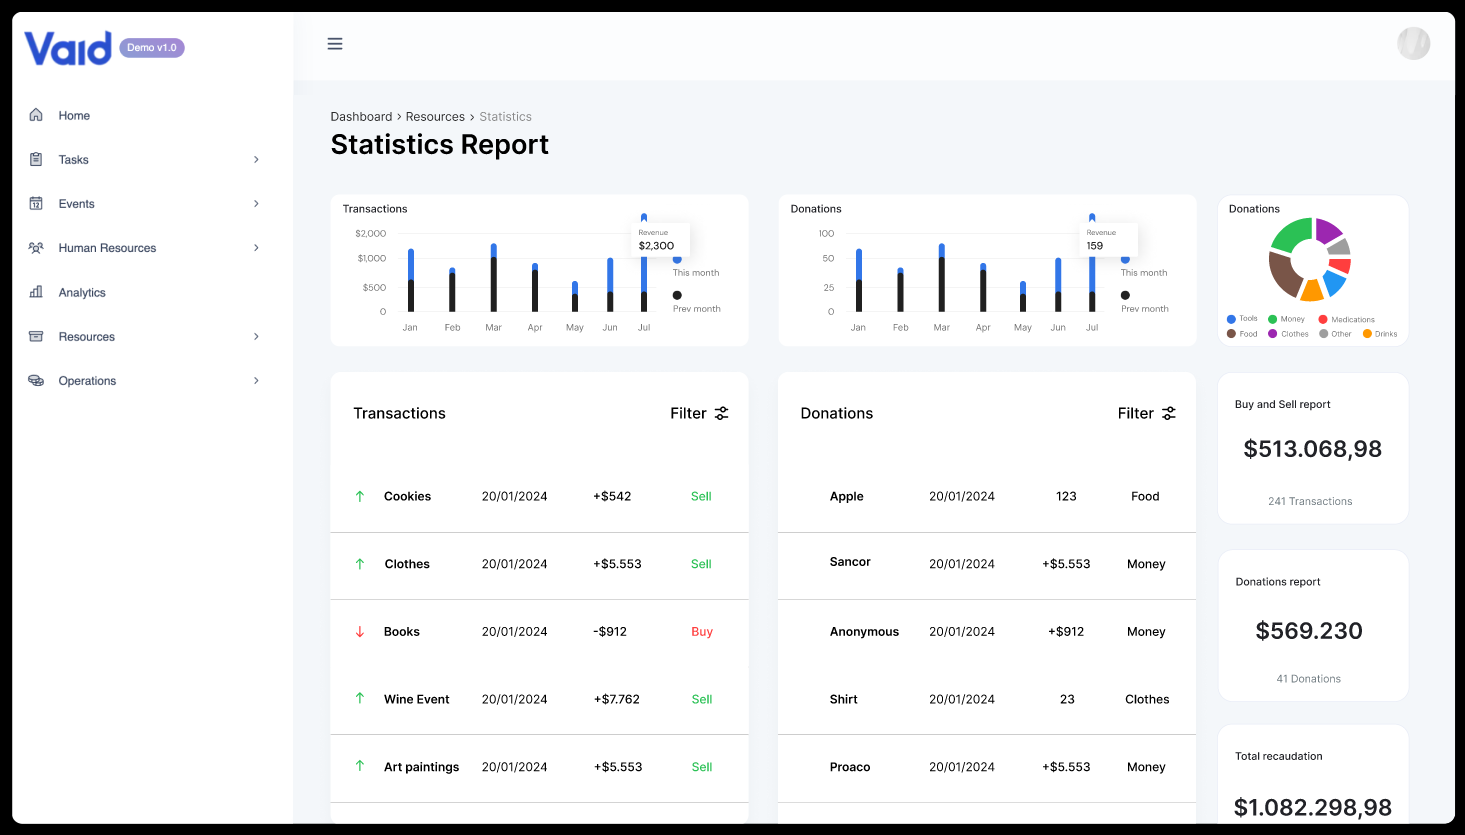 Vaid
Demo v1.0
Home
Tasks
12
Events
Human Resources
Analytics
Resources
Operations
Dashboard › Resources › Statistics
Statistics Report
Transactions
$2,000
$1,000
$500
0
Jan Feb Mar Apr May Jun Jul
Revenue
$2,300
This month
Prev month
Donations
100
50
25
0
Jan Feb Mar Apr May Jun Jul
Revenue
159
This month
Prev month
Donations
Tools Money Medications
Food Clothes Other Drinks
Transactions Filter
Cookies 20/01/2024 +$542 Sell
Clothes 20/01/2024 +$5.553 Sell
Books 20/01/2024 -$912 Buy
Wine Event 20/01/2024 +$7.762 Sell
Art paintings 20/01/2024 +$5.553 Sell
Donations Filter
Apple 20/01/2024 123 Food
Sancor 20/01/2024 +$5.553 Money
Anonymous 20/01/2024 +$912 Money
Shirt 20/01/2024 23 Clothes
Proaco 20/01/2024 +$5.553 Money
Buy and Sell report
$513.068,98
241 Transactions
Donations report
$569.230
41 Donations
Total recaudation
$1.082.298,98